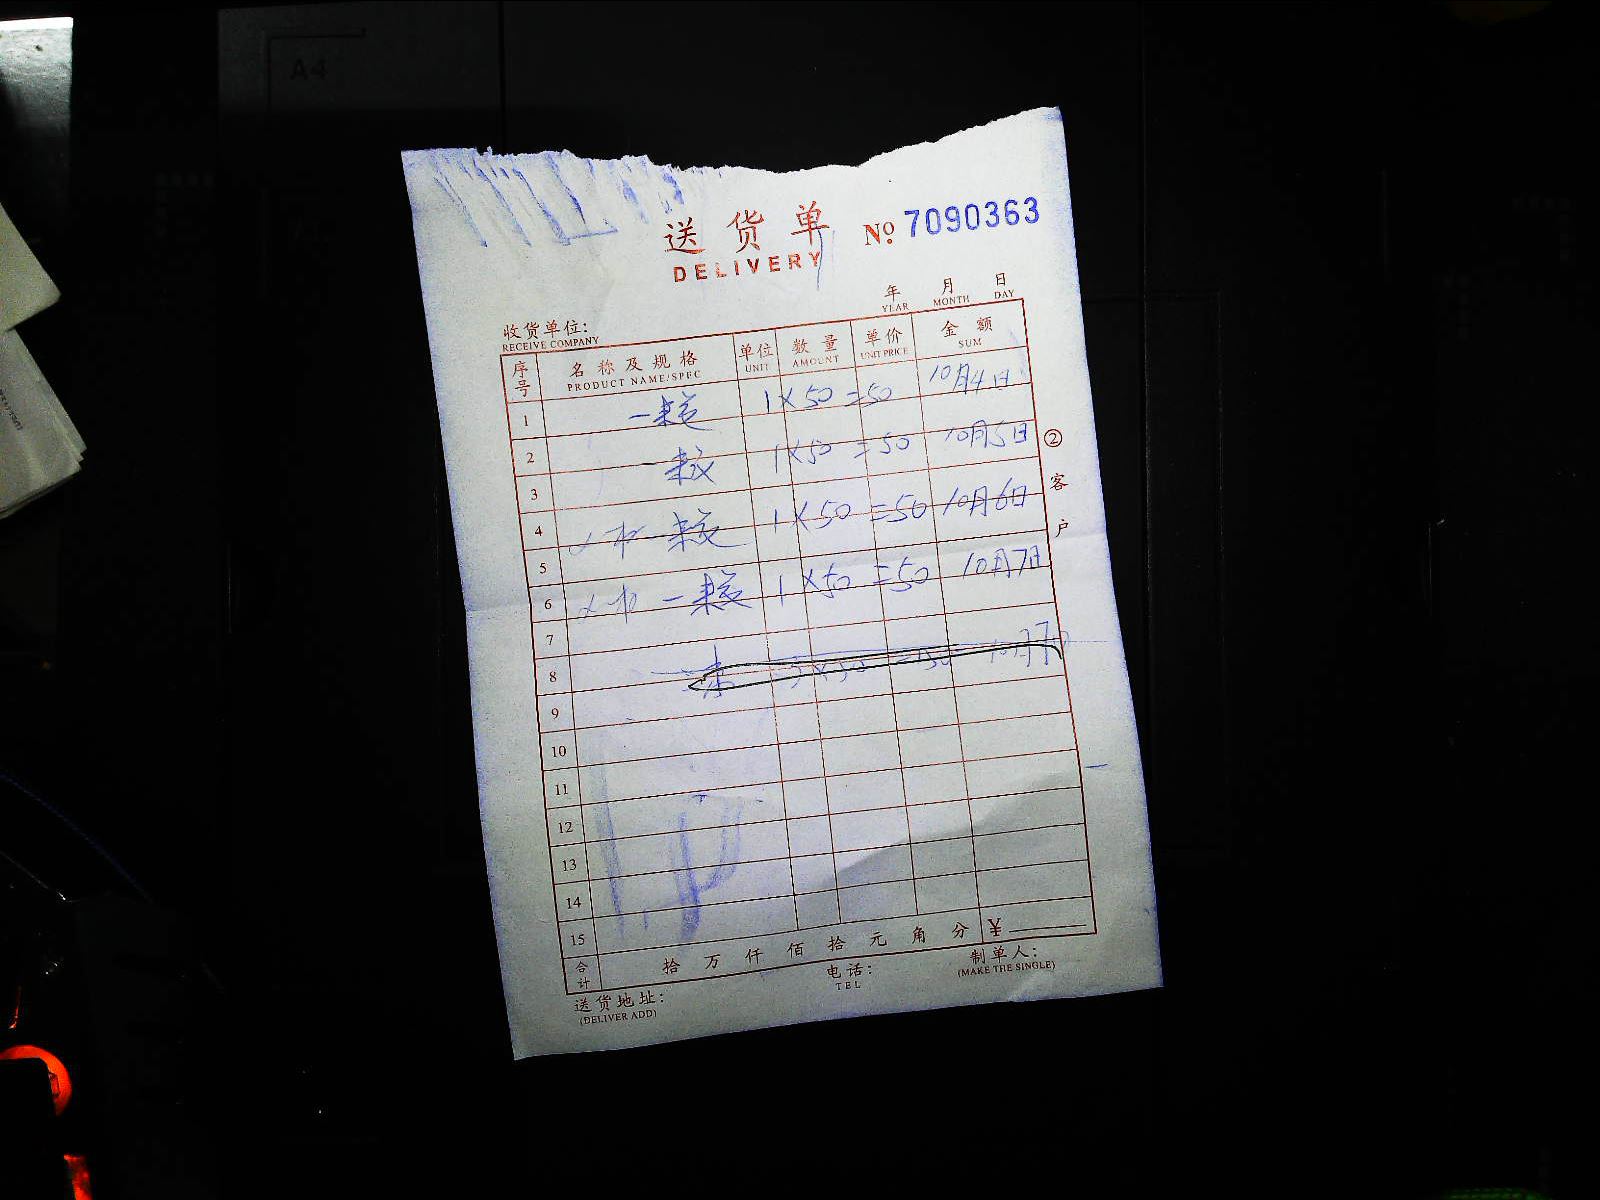 A4
送货单 № 7090363
DELIVERY
年 月 日
YEAR MONTH DAY
收货单位:
RECEIVE COMPANY
序号 名称及规格 单位 数量 单价 金额
PRODUCT NAME/SPEC UNIT AMOUNT UNIT PRICE SUM
1 一 1×50=50 10月4日
2 1×50=50 10月5日
3
4 一 1×50=50 10月6日
5
6 一 1×50=50 10月7日
7
8
9
10
11
12
13
14
15
合计 拾万仟佰拾元角分 ¥
送货地址: 电话: 制单人:
(DELIVER ADD) TEL (MAKE THE SINGLE)
②客户